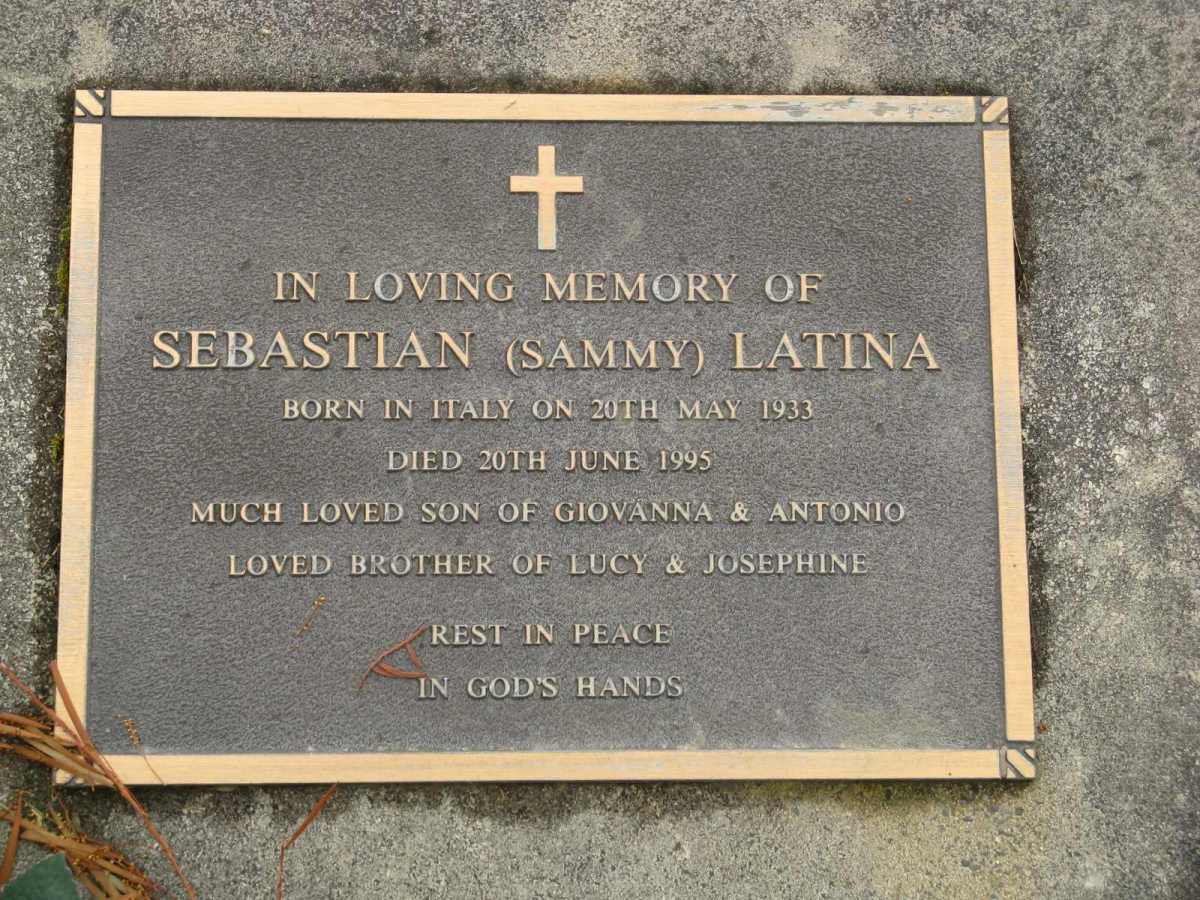 IN LOVING MEMORY OF
SEBASTIAN (SAMMY) LATINA
BORN IN ITALY ON 20TH MAY 1933
DIED 20TH JUNE 1995
MUCH LOVED SON OF GIOVANNA & ANTONIO
LOVED BROTHER OF LUCY & JOSEPHINE
REST IN PEACE
IN GOD'S HANDS